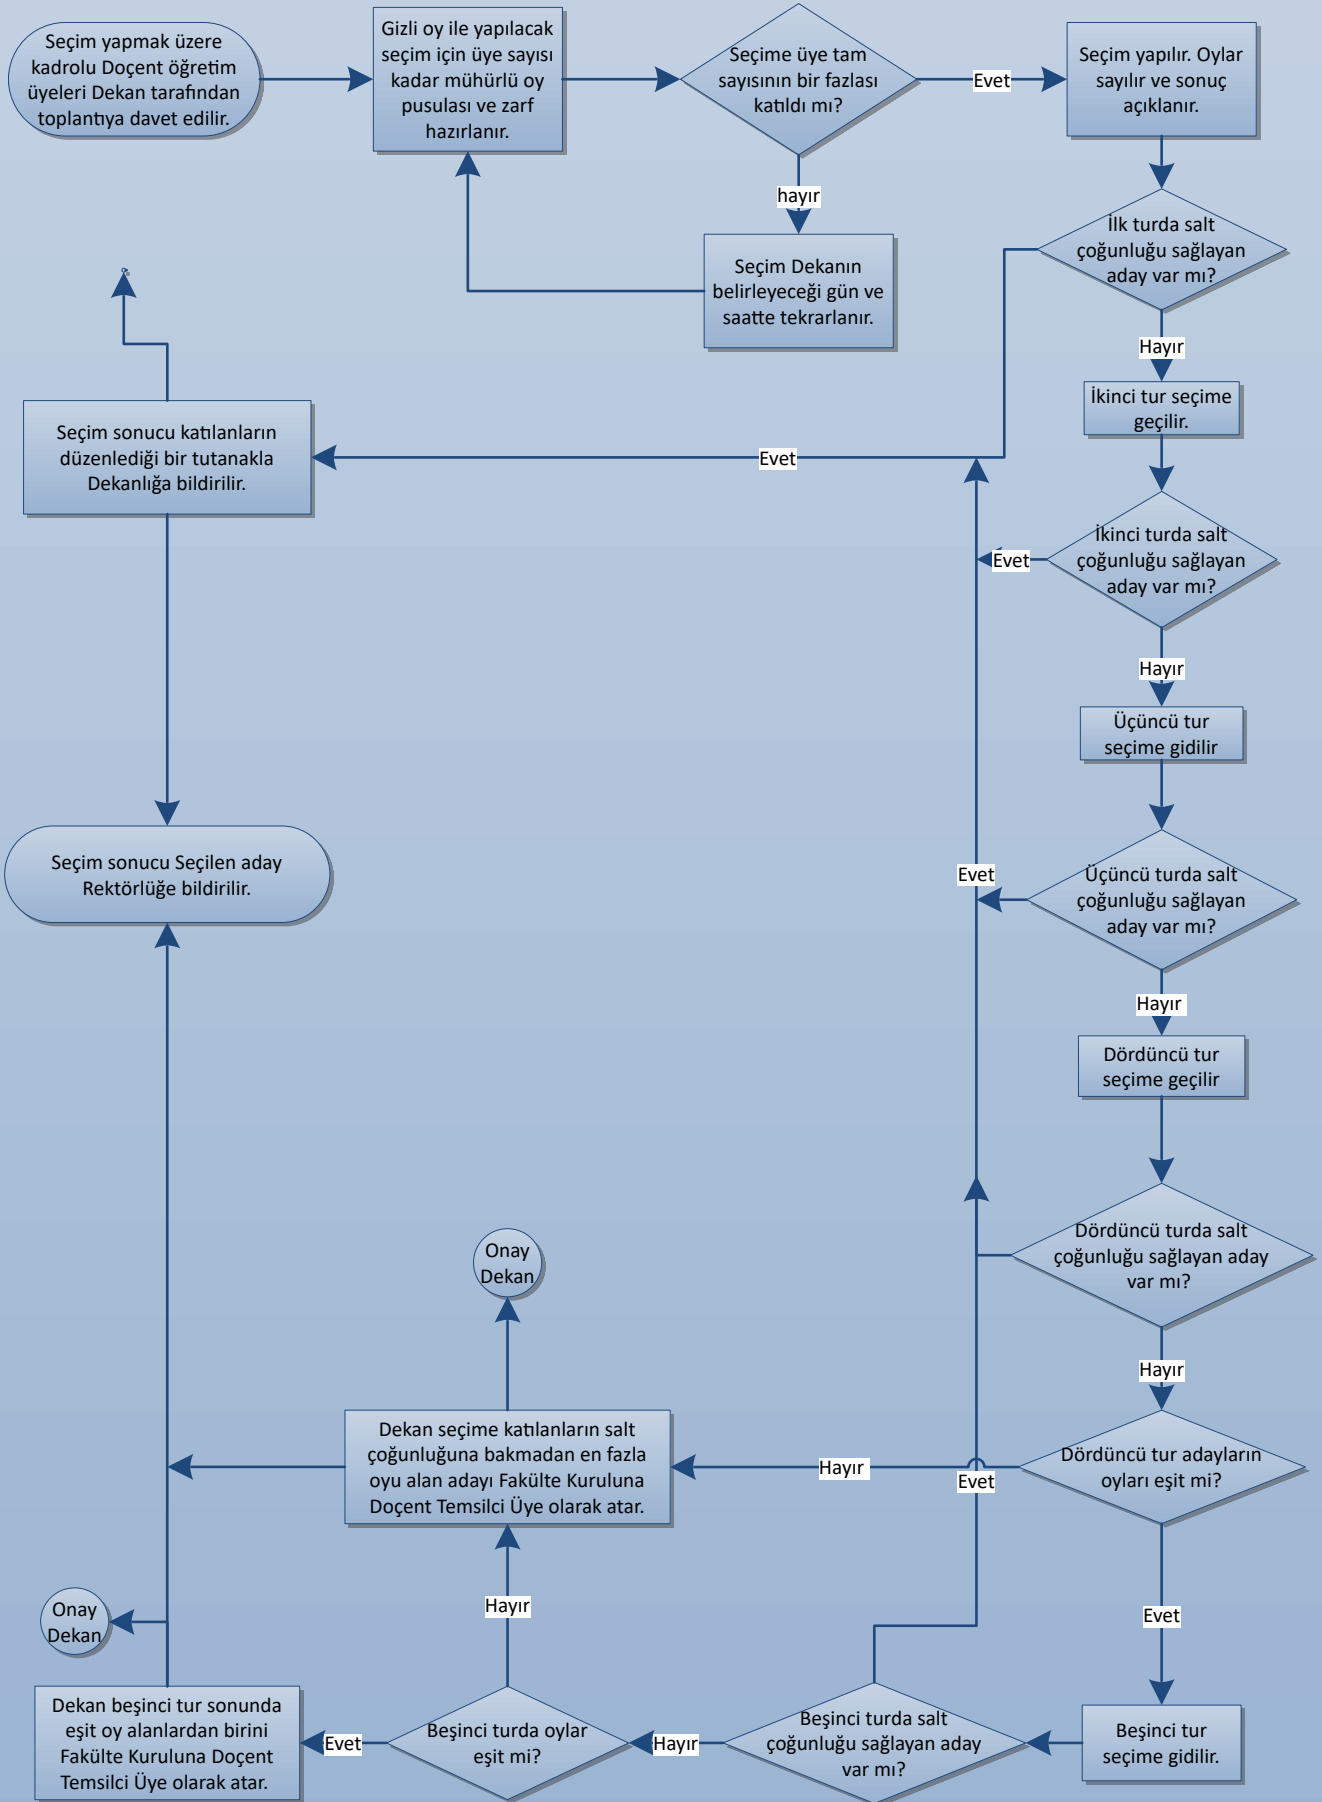 Seçim yapmak üzere
kadrolu Doçent öğretim
üyeleri Dekan tarafından
toplantıya davet edilir.
Gizli oy ile yapılacak
seçim için üye sayısı
kadar mühürlü oy
pusulası ve zarf
hazırlanır.
Seçime üye tam
sayısının bir fazlası
katıldı mı?
Evet
Seçim yapılır. Oylar
sayılır ve sonuç
açıklanır.
hayır
Seçim Dekanın
belirleyeceği gün ve
saatte tekrarlanır.
İlk turda salt
çoğunluğu sağlayan
aday var mı?
Hayır
İkinci tur seçime
geçilir.
Seçim sonucu katılanların
düzenlediği bir tutanakla
Dekanlığa bildirilir.
Evet
İkinci turda salt
çoğunluğu sağlayan
aday var mı?
Evet
Hayır
Üçüncü tur
seçime gidilir
Seçim sonucu Seçilen aday
Rektörlüğe bildirilir.
Evet
Üçüncü turda salt
çoğunluğu sağlayan
aday var mı?
Hayır
Dördüncü tur
seçime geçilir
Onay
Dekan
Dördüncü turda salt
çoğunluğu sağlayan aday
var mı?
Hayır
Dekan seçime katılanların salt
çoğunluğuna bakmadan en fazla
oyu alan adayı Fakülte Kuruluna
Doçent Temsilci Üye olarak atar.
Hayır
Evet
Dördüncü tur adayların
oyları eşit mi?
Onay
Dekan
Hayır
Evet
Dekan beşinci tur sonunda
eşit oy alanlardan birini
Fakülte Kuruluna Doçent
Temsilci Üye olarak atar.
Evet
Beşinci turda oylar
eşit mi?
Hayır
Beşinci turda salt
çoğunluğu sağlayan aday
var mı?
Beşinci tur
seçime gidilir.